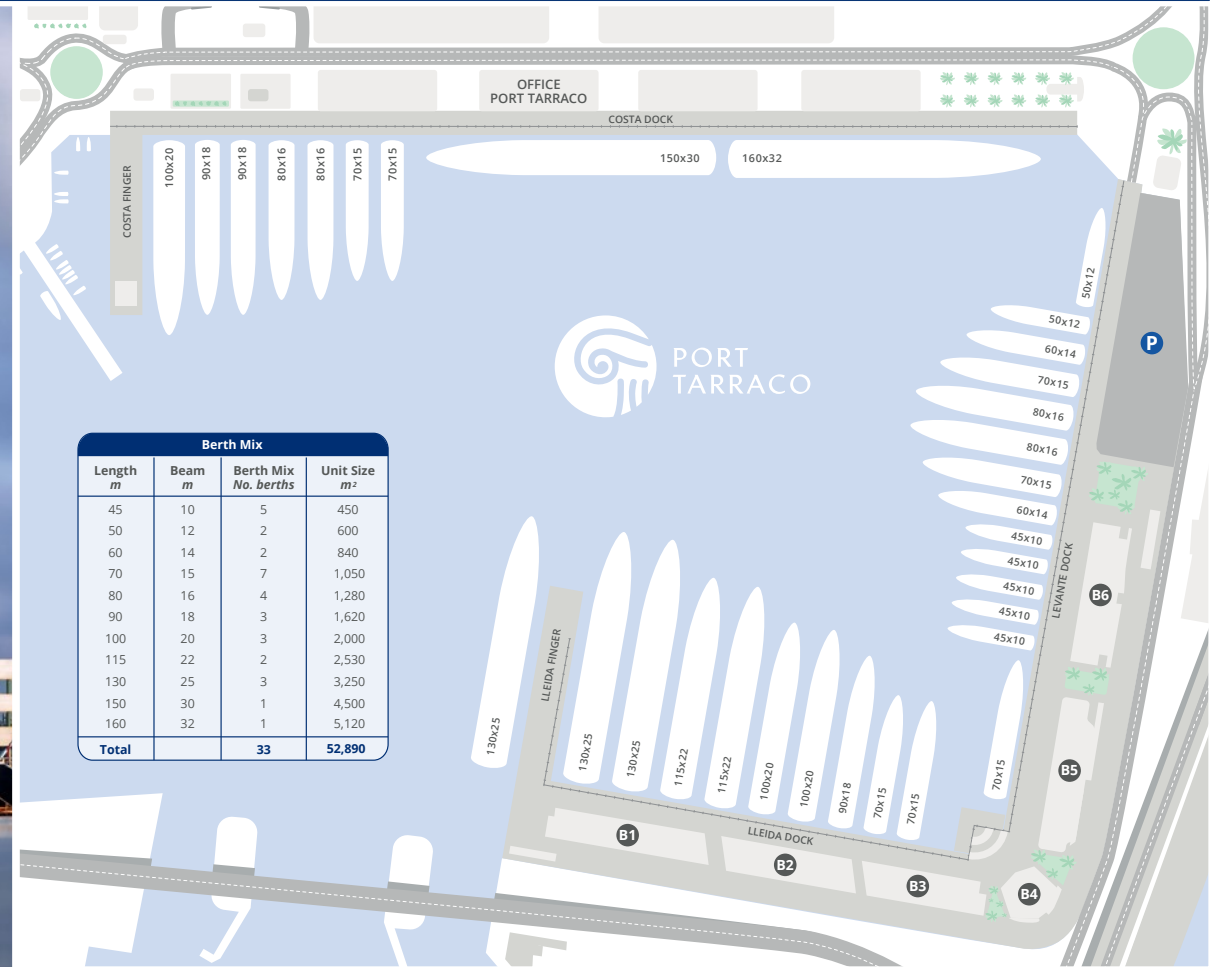 OFFICE
PORT TARRACO
COSTA DOCK
COSTA FINGER
100x20
90x18
90x18
80x16
80x16
70x15
70x15
150x30
160x32
50x12
50x12
60x14
70x15
80x16
80x16
70x15
60x14
45x10
45x10
45x10
45x10
45x10
70x15
P
PORT
TARRACO
Berth Mix
Length Beam Berth Mix Unit Size
m m No. berths m²
45 10 5 450
50 12 2 600
60 14 2 840
70 15 7 1,050
80 16 4 1,280
90 18 3 1,620
100 20 3 2,000
115 22 2 2,530
130 25 3 3,250
150 30 1 4,500
160 32 1 5,120
Total 33 52,890
LEVANTE DOCK
LLEIDA FINGER
130x25
130x25
130x25
115x22
115x22
100x20
100x20
90x18
70x15
70x15
LLEIDA DOCK
B1
B2
B3
B4
B5
B6